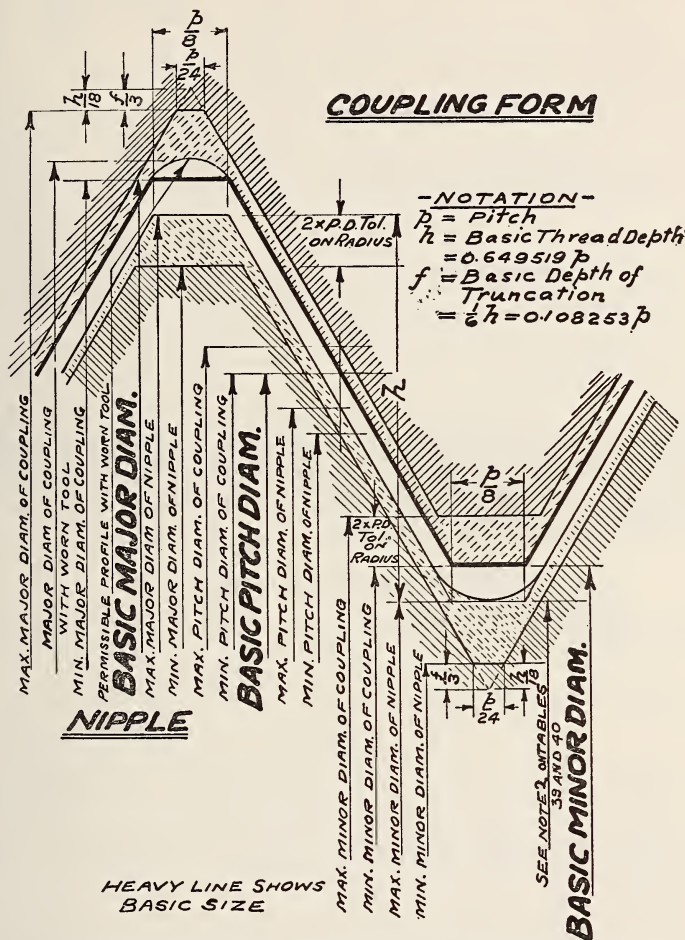 p/8
p/24
h/18
f/3
COUPLING FORM
-NOTATION-
p = Pitch
h = Basic Thread Depth
= 0.649519 p
f = Basic Depth of
Truncation
= 1/6 h = 0.108253 p
2 x P.D. Tol.
ON RADIUS
h
p/8
2 x P.D.
Tol.
ON
RADIUS
MAX. MAJOR DIAM. OF COUPLING
MAJOR DIAM OF COUPLING
WITH WORN TOOL
MIN. MAJOR DIAM. OF COUPLING
PERMISSIBLE PROFILE WITH WORN TOOL
BASIC MAJOR DIAM.
MAX. MAJOR DIAM OF NIPPLE
MIN. MAJOR DIAM. OF NIPPLE
MAX. PITCH DIAM. OF COUPLING
MIN. PITCH DIAM. OF COUPLING
BASIC PITCH DIAM.
MAX. PITCH DIAM. OF NIPPLE
MIN. PITCH DIAM. OF NIPPLE
NIPPLE
f/3
h/18
p/24
MAX. MINOR DIAM. OF COUPLING
MIN. MINOR DIAM. OF COUPLING
MAX. MINOR DIAM. OF NIPPLE
MIN. MINOR DIAM. OF NIPPLE
SEE NOTE 2 ON TABLES
39 AND 40
BASIC MINOR DIAM.
HEAVY LINE SHOWS
BASIC SIZE